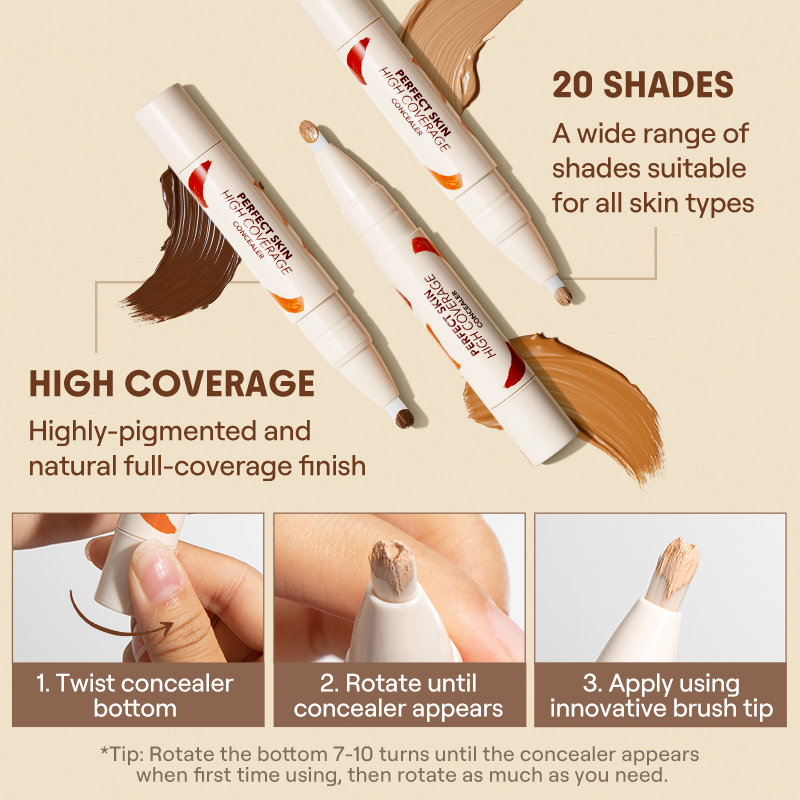 PERFECT SKIN
HIGH COVERAGE
CONCEALER
20 SHADES
A wide range of
shades suitable
for all skin types
PERFECT SKIN
HIGH COVERAGE
CONCEALER
PERFECT SKIN
HIGH COVERAGE
CONCEALER
HIGH COVERAGE
Highly-pigmented and
natural full-coverage finish
1. Twist concealer
bottom
2. Rotate until
concealer appears
3. Apply using
innovative brush tip
*Tip: Rotate the bottom 7-10 turns until the concealer appears
when first time using, then rotate as much as you need.